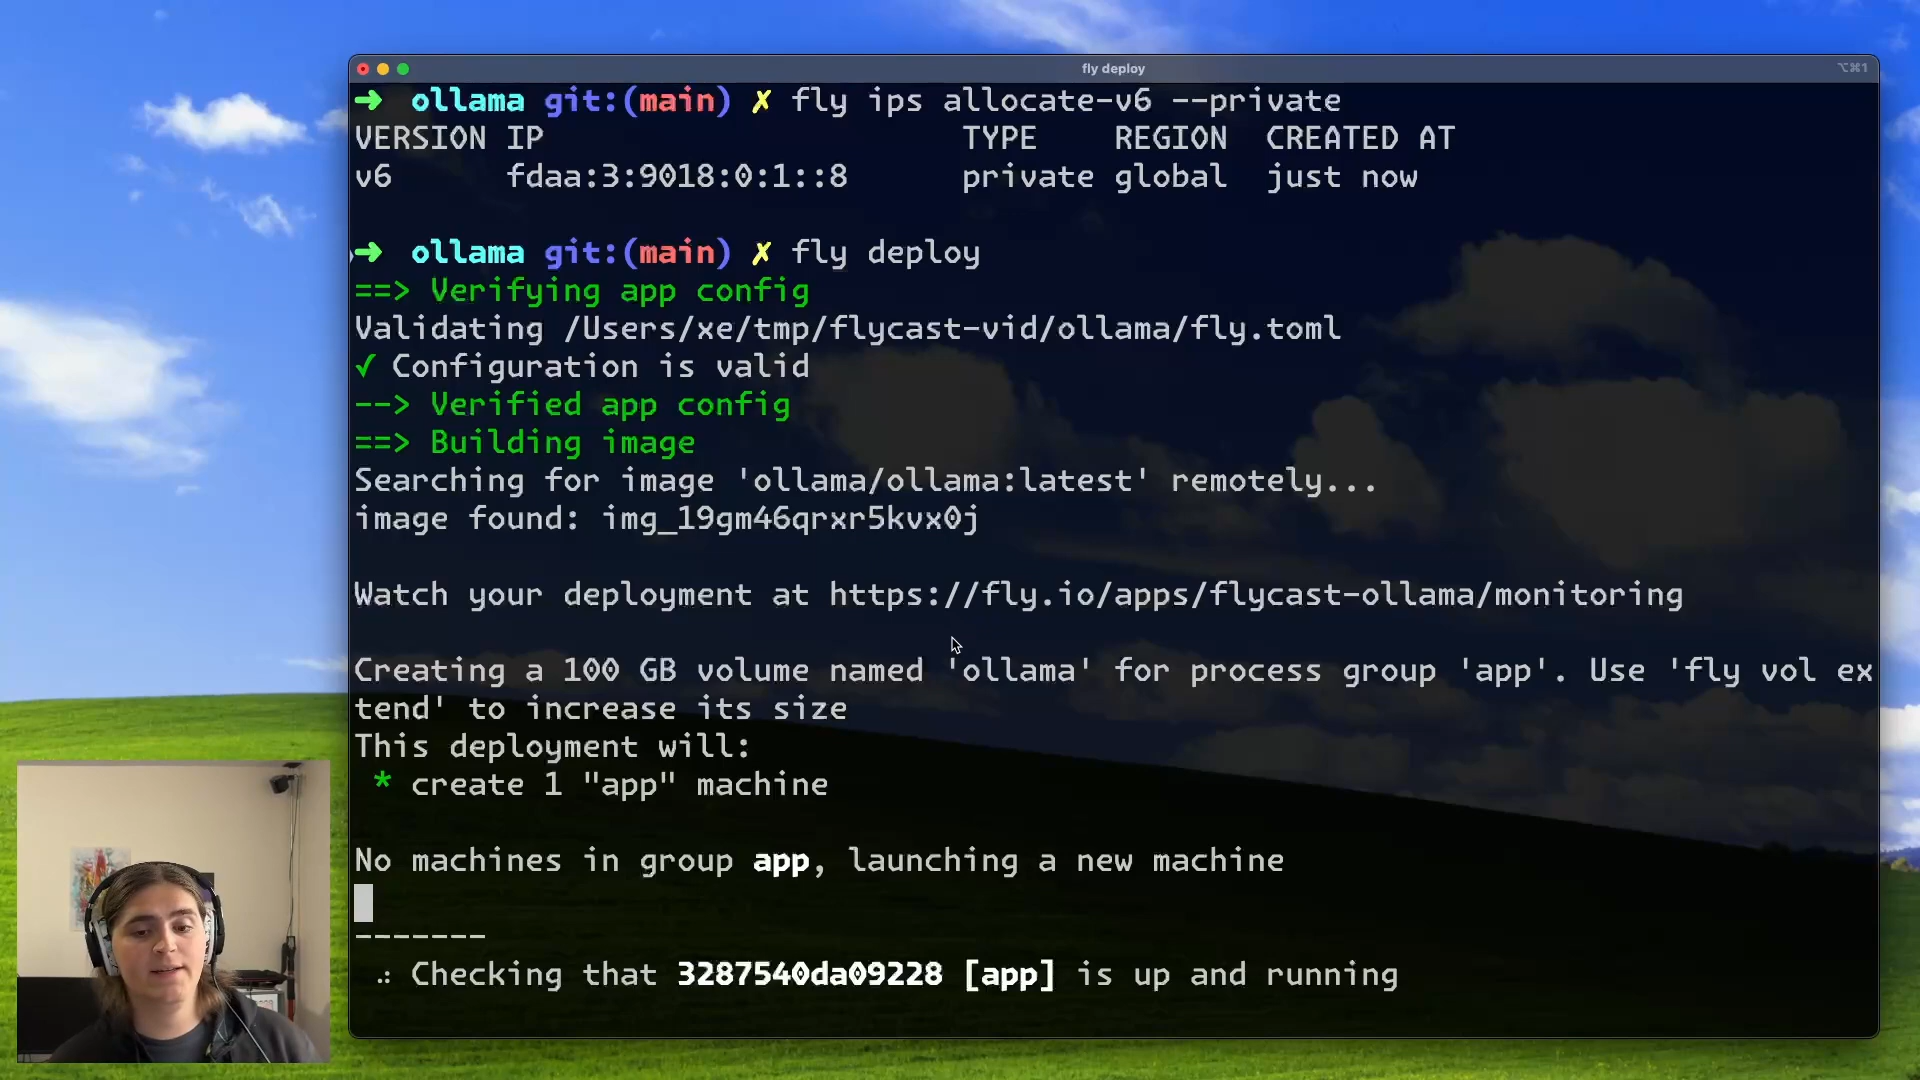 fly deploy
⌥⌘1
➜ ollama git:(main) ✗ fly ips allocate-v6 --private
VERSION IP TYPE REGION CREATED AT
v6 fdaa:3:9018:0:1::8 private global just now
➜ ollama git:(main) ✗ fly deploy
==> Verifying app config
Validating /Users/xe/tmp/flycast-vid/ollama/fly.toml
✓ Configuration is valid
--> Verified app config
==> Building image
Searching for image 'ollama/ollama:latest' remotely...
image found: img_19gm46qrxr5kvx0j
Watch your deployment at https://fly.io/apps/flycast-ollama/monitoring
Creating a 100 GB volume named 'ollama' for process group 'app'. Use 'fly vol ex
tend' to increase its size
This deployment will:
* create 1 "app" machine
No machines in group app, launching a new machine
-------
Checking that 3287540da09228 [app] is up and running